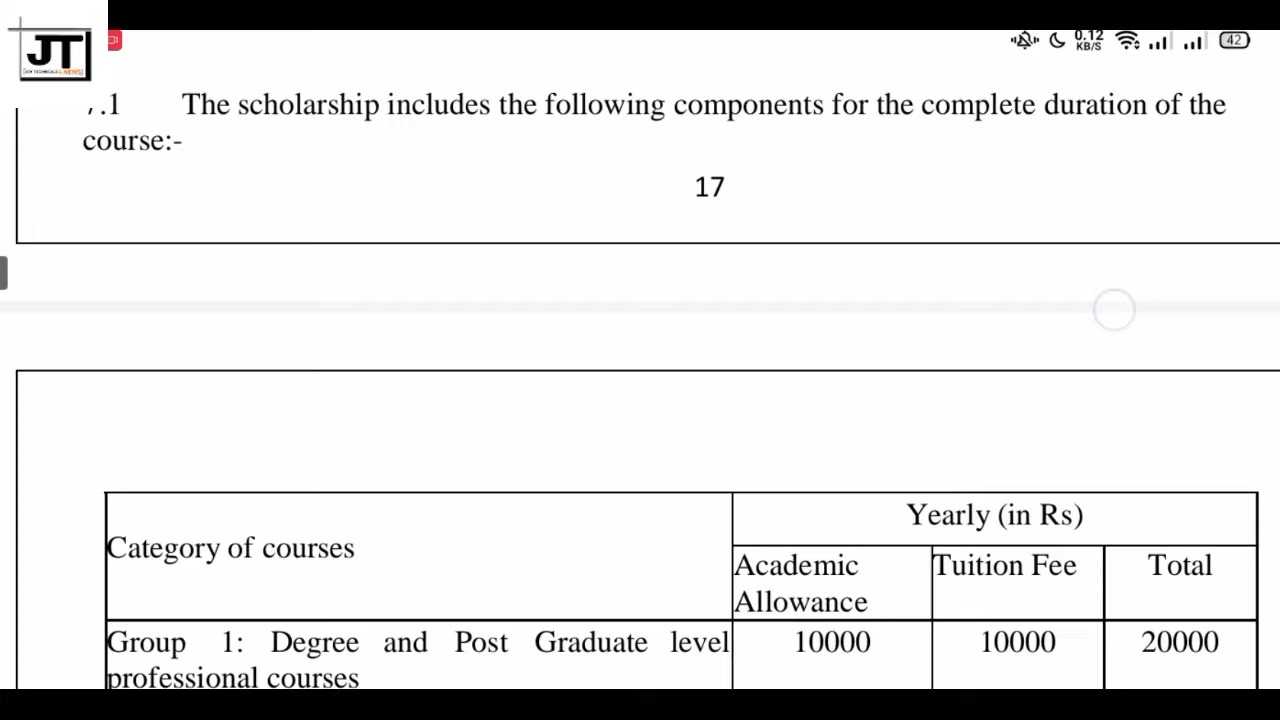 JT
0.12
KB/S
42
7.1 The scholarship includes the following components for the complete duration of the
course:-
17
Category of courses
Yearly (in Rs)
Academic
Allowance
Tuition Fee
Total
Group 1: Degree and Post Graduate level
professional courses
10000
10000
20000